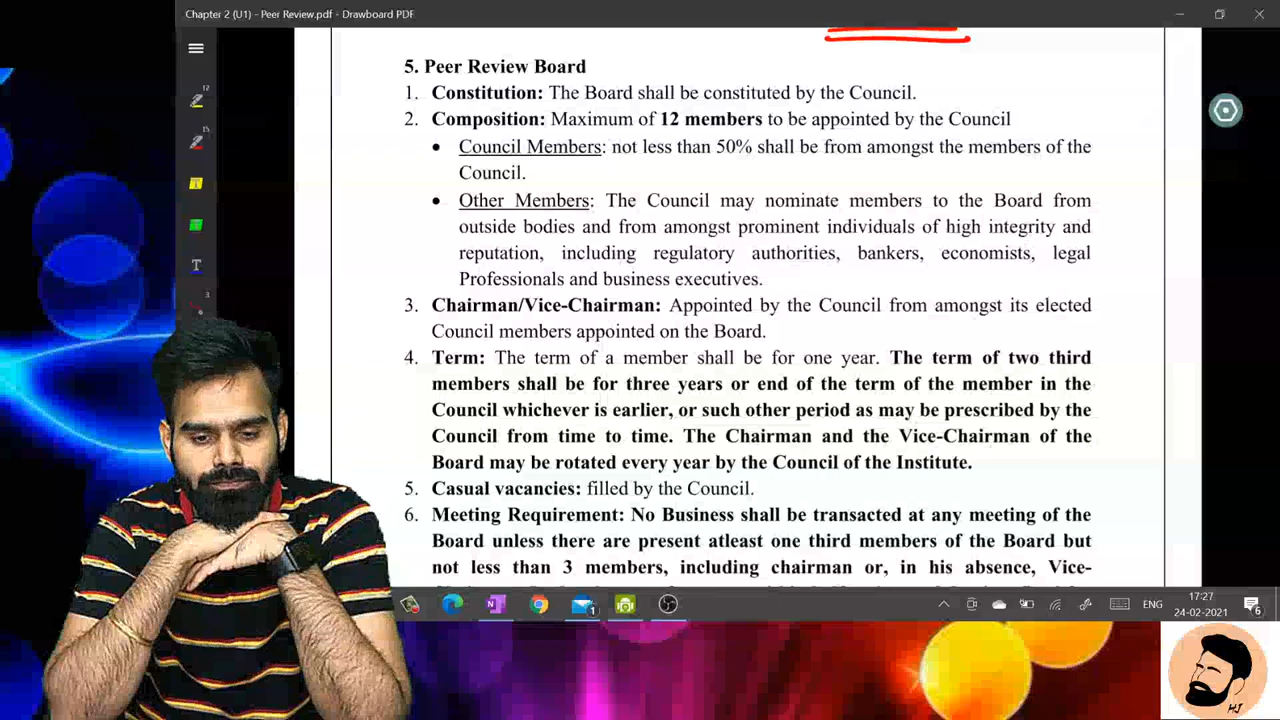 Chapter 2 (U1) - Peer Review.pdf - Drawboard PDF
5. Peer Review Board
1. Constitution: The Board shall be constituted by the Council.
2. Composition: Maximum of 12 members to be appointed by the Council
• Council Members: not less than 50% shall be from amongst the members of the
Council.
• Other Members: The Council may nominate members to the Board from
outside bodies and from amongst prominent individuals of high integrity and
reputation, including regulatory authorities, bankers, economists, legal
Professionals and business executives.
3. Chairman/Vice-Chairman: Appointed by the Council from amongst its elected
Council members appointed on the Board.
4. Term: The term of a member shall be for one year. The term of two third
members shall be for three years or end of the term of the member in the
Council whichever is earlier, or such other period as may be prescribed by the
Council from time to time. The Chairman and the Vice-Chairman of the
Board may be rotated every year by the Council of the Institute.
5. Casual vacancies: filled by the Council.
6. Meeting Requirement: No Business shall be transacted at any meeting of the
Board unless there are present atleast one third members of the Board but
not less than 3 members, including chairman or, in his absence, Vice-
12
15
T
T
3
6
N
1
ENG
17:27
24-02-2021
6
HJ